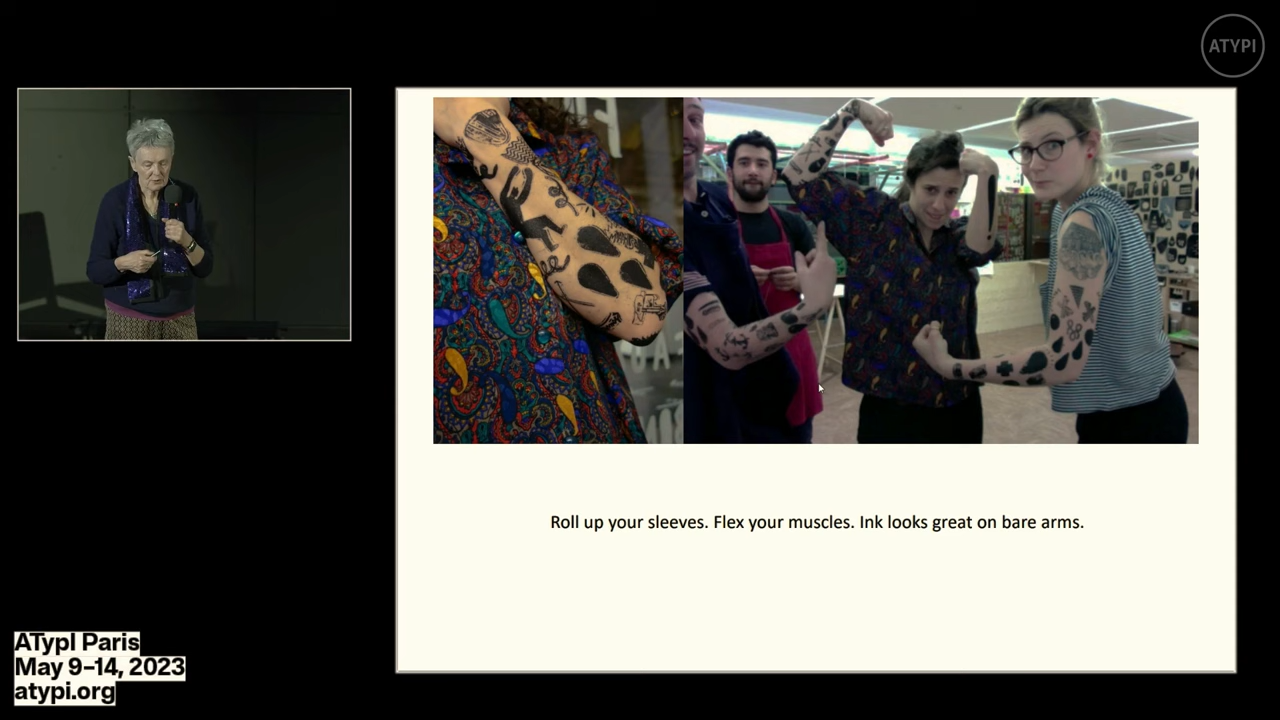 ATYPI
Roll up your sleeves. Flex your muscles. Ink looks great on bare arms.
ATypI Paris
May 9–14, 2023
atypi.org